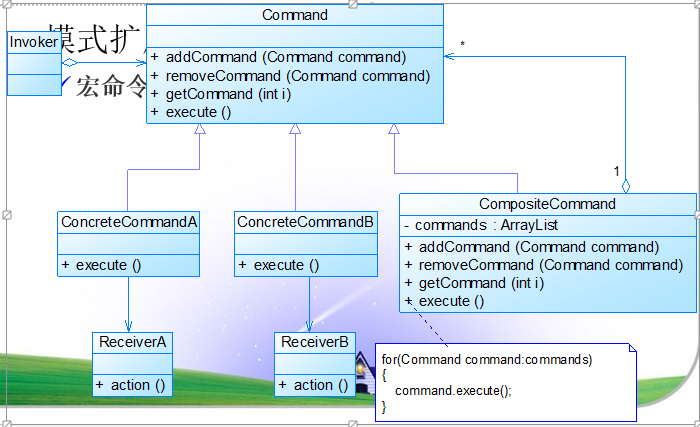 模式扩
✓宏命令
Invoker
Command
+ addCommand (Command command)
+ removeCommand (Command command)
+ getCommand (int i)
+ execute ()
*
1
ConcreteCommandA
+ execute ()
ConcreteCommandB
+ execute ()
CompositeCommand
- commands : ArrayList
+ addCommand (Command command)
+ removeCommand (Command command)
+ getCommand (int i)
+ execute ()
ReceiverA
+ action ()
ReceiverB
+ action ()
for(Command command:commands)
{
command.execute();
}